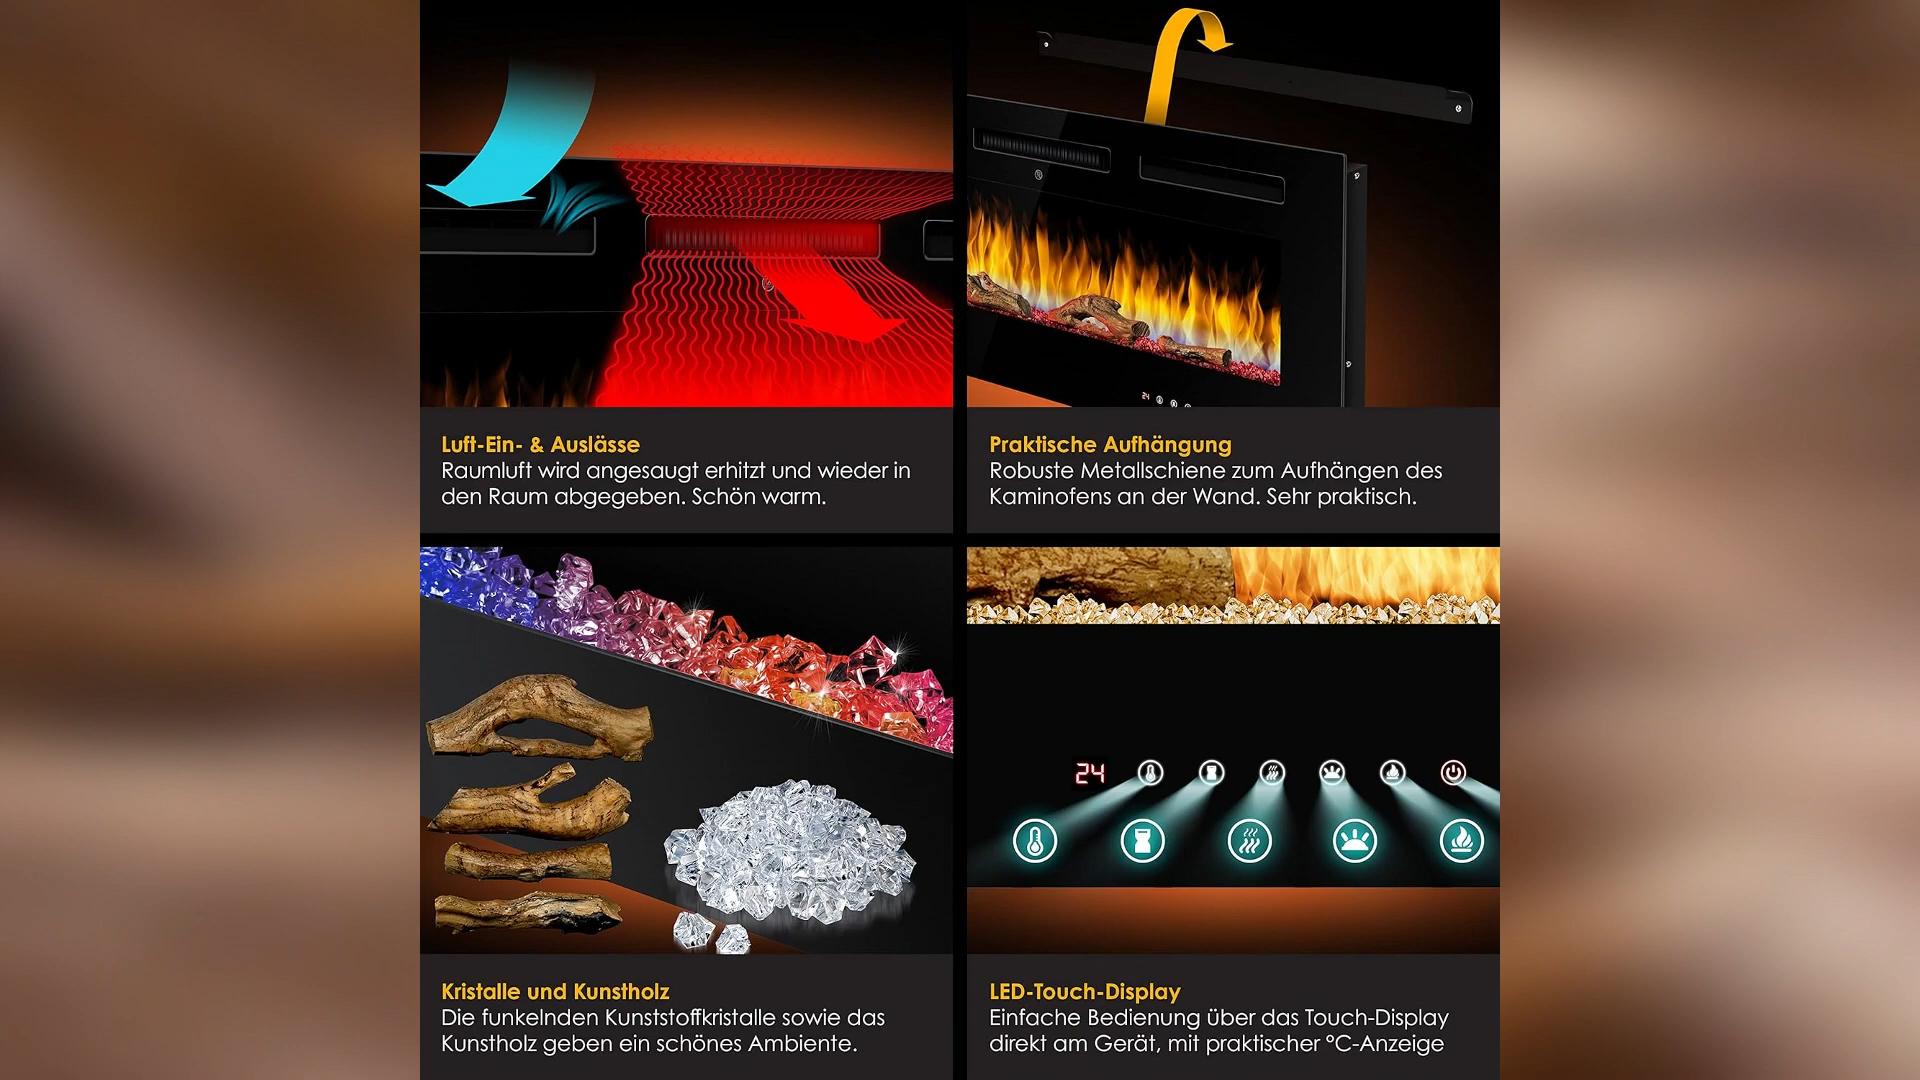 Luft-Ein- & Auslässe
Raumluft wird angesaugt erhitzt und wieder in
den Raum abgegeben. Schön warm.
24
Praktische Aufhängung
Robuste Metallschiene zum Aufhängen des
Kaminofens an der Wand. Sehr praktisch.
Kristalle und Kunstholz
Die funkelnden Kunststoffkristalle sowie das
Kunstholz geben ein schönes Ambiente.
24
LED-Touch-Display
Einfache Bedienung über das Touch-Display
direkt am Gerät, mit praktischer °C-Anzeige